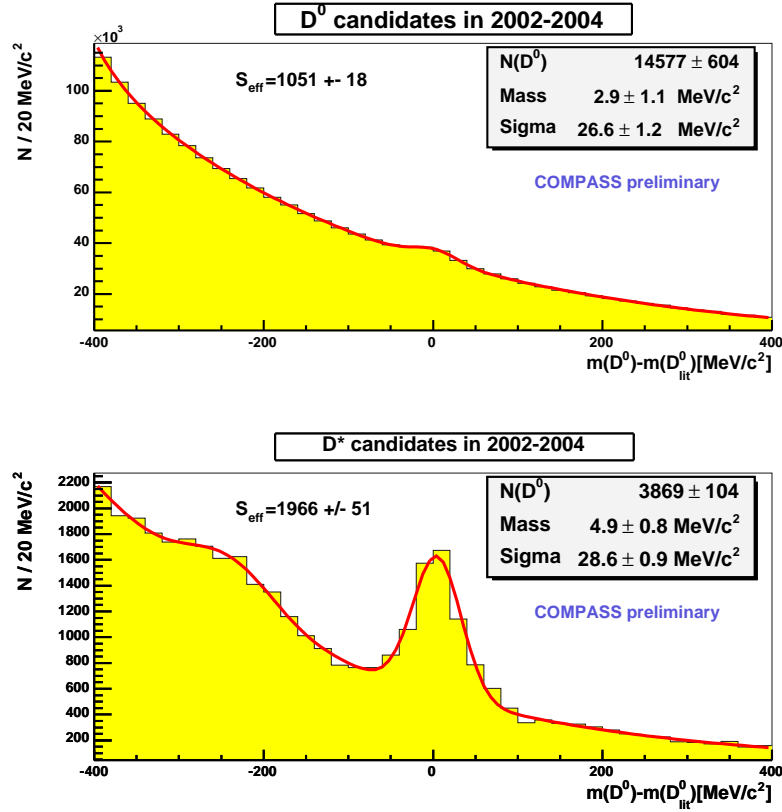 D⁰ candidates in 2002-2004
×10³
N / 20 MeV/c²
100
80
60
40
20
S_eff=1051 +- 18
N(D⁰) 14577 ± 604
Mass 2.9 ± 1.1 MeV/c²
Sigma 26.6 ± 1.2 MeV/c²
COMPASS preliminary
-400 -200 0 200 400
m(D⁰)-m(D⁰_lit)[MeV/c²]
D* candidates in 2002-2004
N / 20 MeV/c²
2200
2000
1800
1600
1400
1200
1000
800
600
400
200
S_eff=1966 +/- 51
N(D⁰) 3869 ± 104
Mass 4.9 ± 0.8 MeV/c²
Sigma 28.6 ± 0.9 MeV/c²
COMPASS preliminary
-400 -200 0 200 400
m(D⁰)-m(D⁰_lit)[MeV/c²]